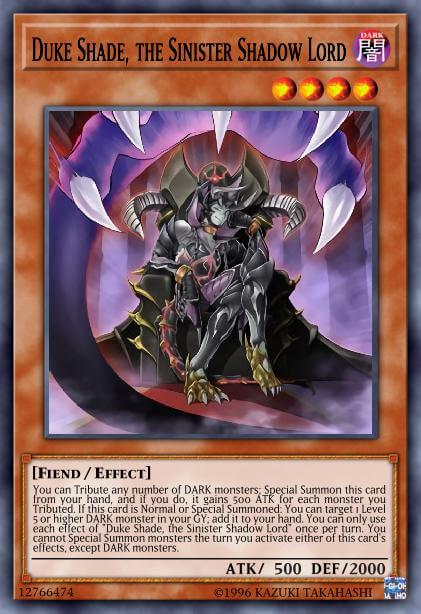 DUKE SHADE, THE SINISTER SHADOW LORD
DARK
闇
[FIEND / EFFECT]
You can Tribute any number of DARK monsters; Special Summon this card
from your hand, and if you do, it gains 500 ATK for each monster you
Tributed. If this card is Normal or Special Summoned: You can target 1 Level
5 or higher DARK monster in your GY; add it to your hand. You can only use
each effect of "Duke Shade, the Sinister Shadow Lord" once per turn. You
cannot Special Summon monsters the turn you activate either of this card's
effects, except DARK monsters.
ATK/ 500 DEF/2000
12766474
©1996 KAZUKI TAKAHASHI